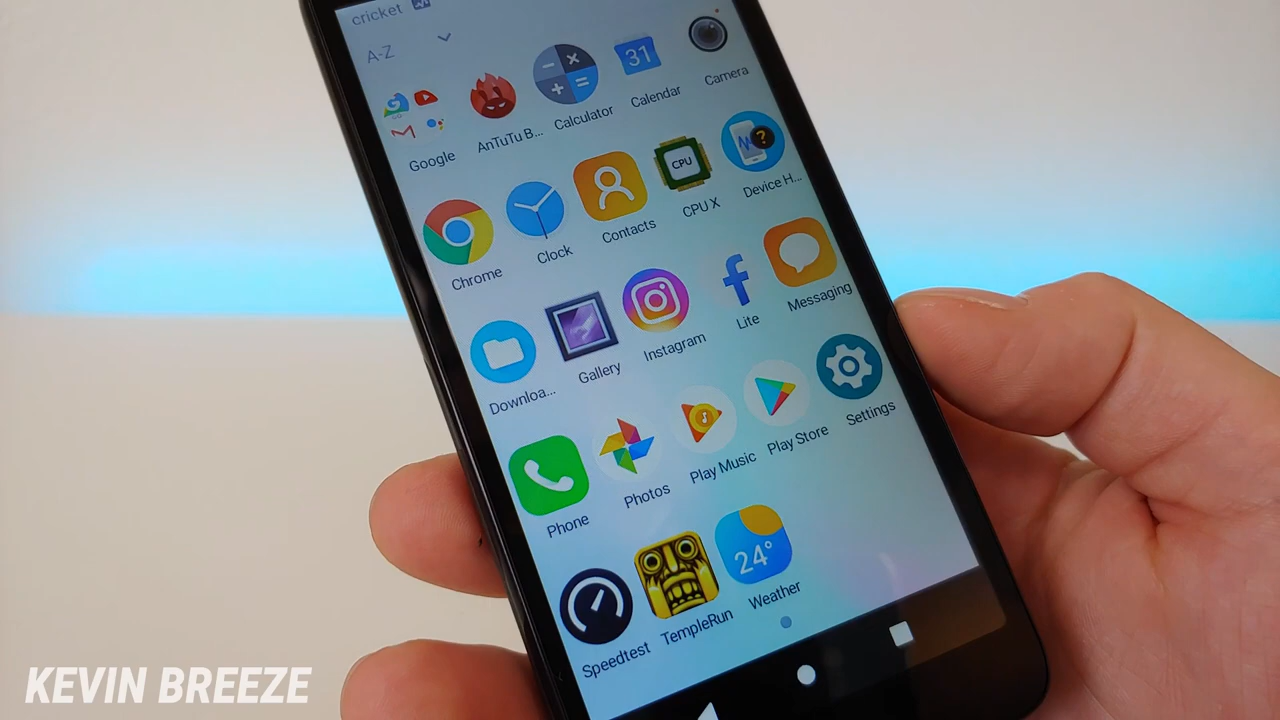 cricket
A-Z
GO
Google
AnTuTu B...
Calculator
31
Calendar
Camera
Chrome
Clock
Contacts
CPU
CPU X
?
Device H...
Downloa...
Gallery
Instagram
f
Lite
Messaging
Phone
Photos
Play Music
Play Store
Settings
Speedtest
TempleRun
24°
Weather
KEVIN BREEZE